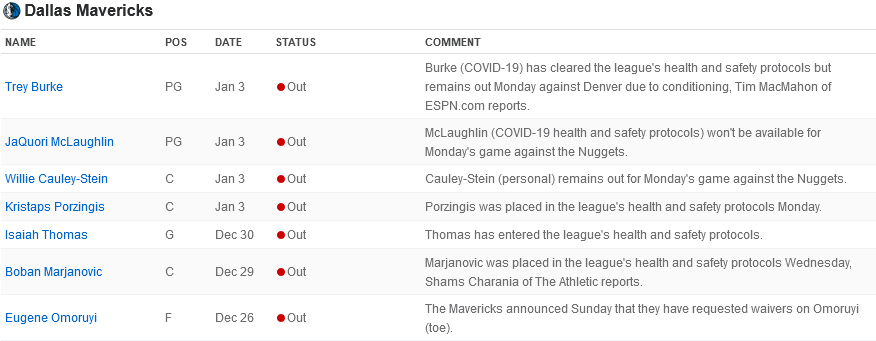 Dallas Mavericks
NAME POS DATE STATUS COMMENT
Trey Burke PG Jan 3 Out Burke (COVID-19) has cleared the league's health and safety protocols but
remains out Monday against Denver due to conditioning, Tim MacMahon of
ESPN.com reports.
JaQuori McLaughlin PG Jan 3 Out McLaughlin (COVID-19 health and safety protocols) won't be available for
Monday's game against the Nuggets.
Willie Cauley-Stein C Jan 3 Out Cauley-Stein (personal) remains out for Monday's game against the Nuggets.
Kristaps Porzingis C Jan 3 Out Porzingis was placed in the league's health and safety protocols Monday.
Isaiah Thomas G Dec 30 Out Thomas has entered the league's health and safety protocols.
Boban Marjanovic C Dec 29 Out Marjanovic was placed in the league's health and safety protocols Wednesday,
Shams Charania of The Athletic reports.
Eugene Omoruyi F Dec 26 Out The Mavericks announced Sunday that they have requested waivers on Omoruyi
(toe).